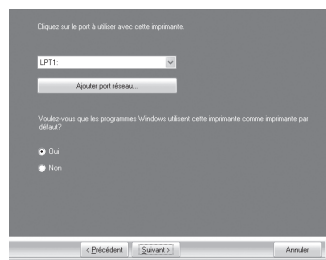 Cliquez sur le port à utiliser avec cette imprimante.
LPT1:
Ajouter port réseau...
Voulez-vous que les programmes Windows utilisent cette imprimante comme imprimante par
défaut?
Oui
Non
< Précédent
Suivant >
Annuler